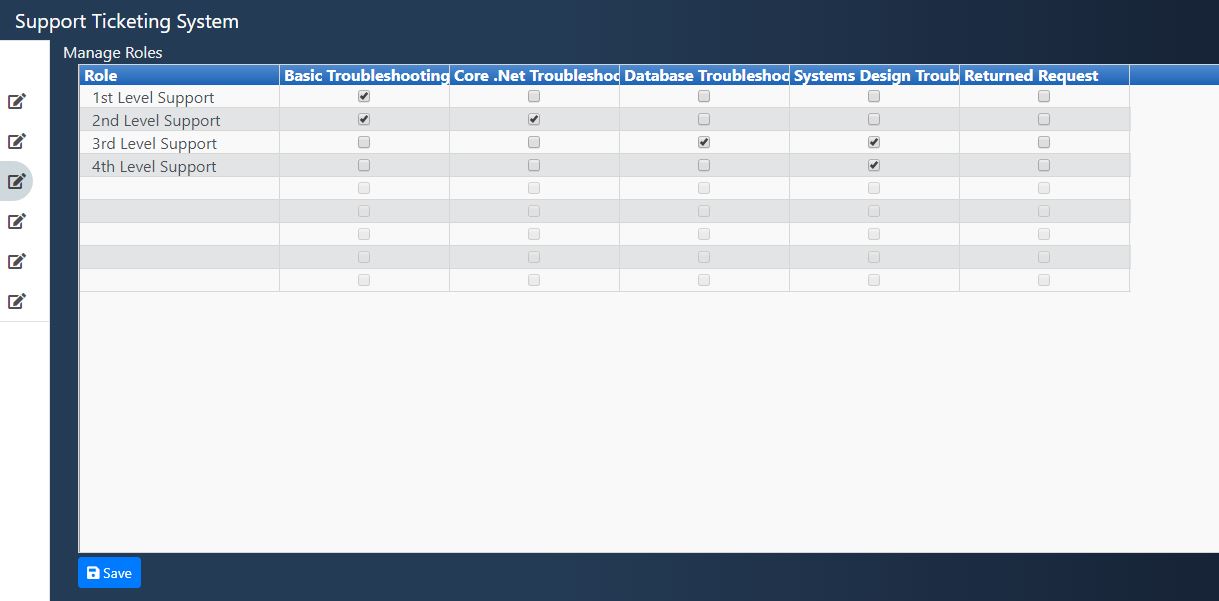 Support Ticketing System
Manage Roles
Role Basic Troubleshooting Core .Net Troubleshoo Database Troubleshoo Systems Design Troub Returned Request
1st Level Support
2nd Level Support
3rd Level Support
4th Level Support
Save